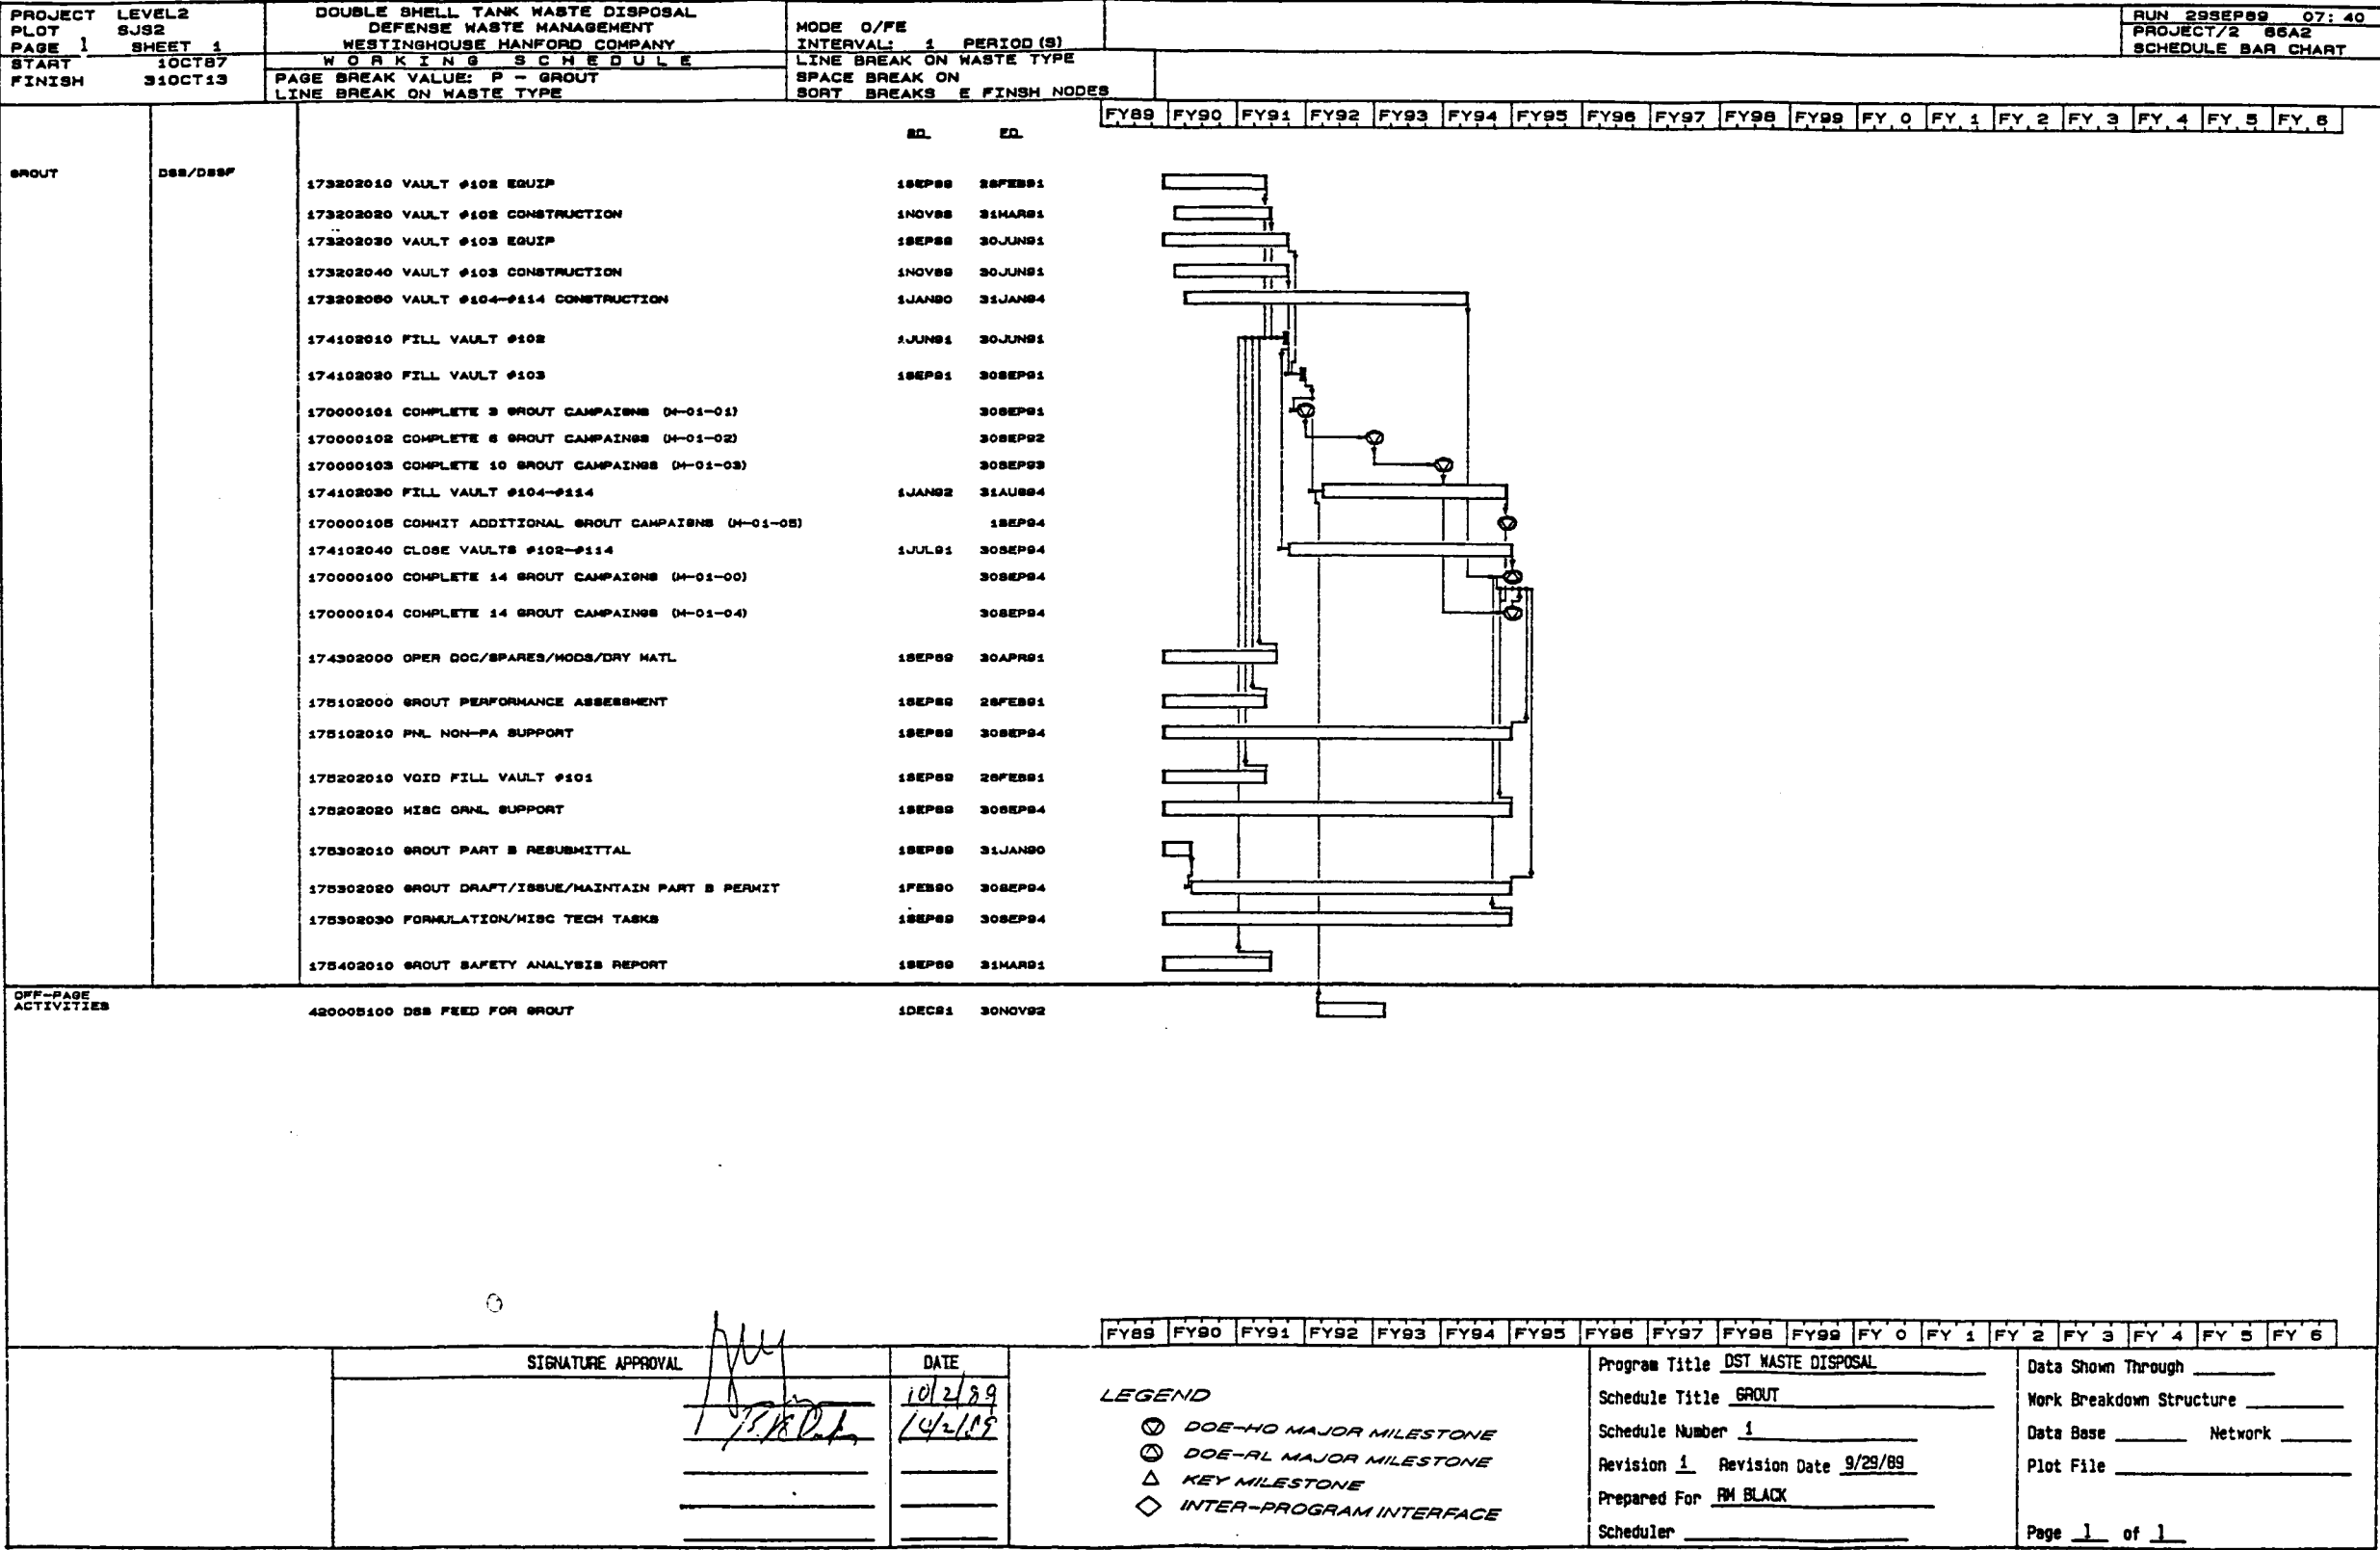 PROJECT LEVEL2
PLOT SJS2
PAGE 1 SHEET 1
START 1OCT87
FINISH 31OCT13
DOUBLE SHELL TANK WASTE DISPOSAL
DEFENSE WASTE MANAGEMENT
WESTINGHOUSE HANFORD COMPANY
WORKING SCHEDULE
PAGE BREAK VALUE: P - GROUT
LINE BREAK ON WASTE TYPE
MODE O/FE
INTERVAL: 1 PERIOD(S)
LINE BREAK ON WASTE TYPE
SPACE BREAK ON
SORT BREAKS E FINSH NODES
RUN 29SEP89 07:40
PROJECT/2 86A2
SCHEDULE BAR CHART
FY89 FY90 FY91 FY92 FY93 FY94 FY95 FY96 FY97 FY98 FY99 FY 0 FY 1 FY 2 FY 3 FY 4 FY 5 FY 6
GROUT DSS/DSSF
173202010 VAULT #102 EQUIP 1SEP89 28FEB91
173202020 VAULT #102 CONSTRUCTION 1NOV89 31MAR91
173202030 VAULT #103 EQUIP 1SEP89 30JUN91
173202040 VAULT #103 CONSTRUCTION 1NOV89 30JUN91
173202050 VAULT #104-#114 CONSTRUCTION 1JAN90 31JAN94
174102010 FILL VAULT #102 1JUN91 30JUN91
174102020 FILL VAULT #103 1SEP91 30SEP91
170000101 COMPLETE 3 GROUT CAMPAIGNS (M-01-01) 30SEP91
170000102 COMPLETE 6 GROUT CAMPAINGS (M-01-02) 30SEP92
170000103 COMPLETE 10 GROUT CAMPAINGS (M-01-03) 30SEP93
174102030 FILL VAULT #104-#114 1JAN92 31AUG94
170000105 COMMIT ADDITIONAL GROUT CAMPAIGNS (M-01-05) 1SEP94
174102040 CLOSE VAULTS #102-#114 1JUL91 30SEP94
170000100 COMPLETE 14 GROUT CAMPAIGNS (M-01-00) 30SEP94
170000104 COMPLETE 14 GROUT CAMPAINGS (M-01-04) 30SEP94
174302000 OPER DOC/SPARES/MODS/DRY MATL 1SEP89 30APR91
175102000 GROUT PERFORMANCE ASSESSMENT 1SEP89 28FEB91
175102010 PNL NON-PA SUPPORT 1SEP89 30SEP94
175202010 VOID FILL VAULT #101 1SEP89 28FEB91
175202020 MISC ORNL SUPPORT 1SEP89 30SEP94
175302010 GROUT PART B RESUBMITTAL 1SEP89 31JAN90
175302020 GROUT DRAFT/ISSUE/MAINTAIN PART B PERMIT 1FEB90 30SEP94
175302030 FORMULATION/MISC TECH TASKS 1SEP89 30SEP94
175402010 GROUT SAFETY ANALYSIS REPORT 1SEP89 31MAR91
OFF-PAGE
ACTIVITIES
420005100 DSS FEED FOR GROUT 1DEC91 30NOV92
FY89 FY90 FY91 FY92 FY93 FY94 FY95 FY96 FY97 FY98 FY99 FY 0 FY 1 FY 2 FY 3 FY 4 FY 5 FY 6
SIGNATURE APPROVAL DATE
10/2/89
10/2/89
LEGEND
DOE-HQ MAJOR MILESTONE
DOE-RL MAJOR MILESTONE
KEY MILESTONE
INTER-PROGRAM INTERFACE
Program Title DST WASTE DISPOSAL
Schedule Title GROUT
Schedule Number 1
Revision 1 Revision Date 9/29/89
Prepared For RM BLACK
Scheduler
Data Shown Through
Work Breakdown Structure
Data Base Network
Plot File
Page 1 of 1